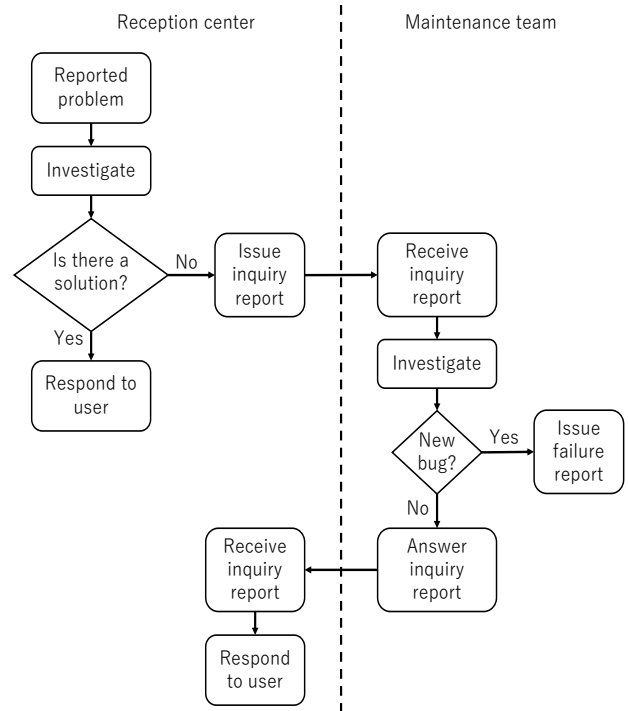 Reception center
Maintenance team
Reported
problem
Investigate
Is there a
solution?
No
Issue
inquiry
report
Yes
Respond to
user
Receive
inquiry
report
Investigate
New
bug?
Yes
Issue
failure
report
No
Answer
inquiry
report
Receive
inquiry
report
Respond
to user